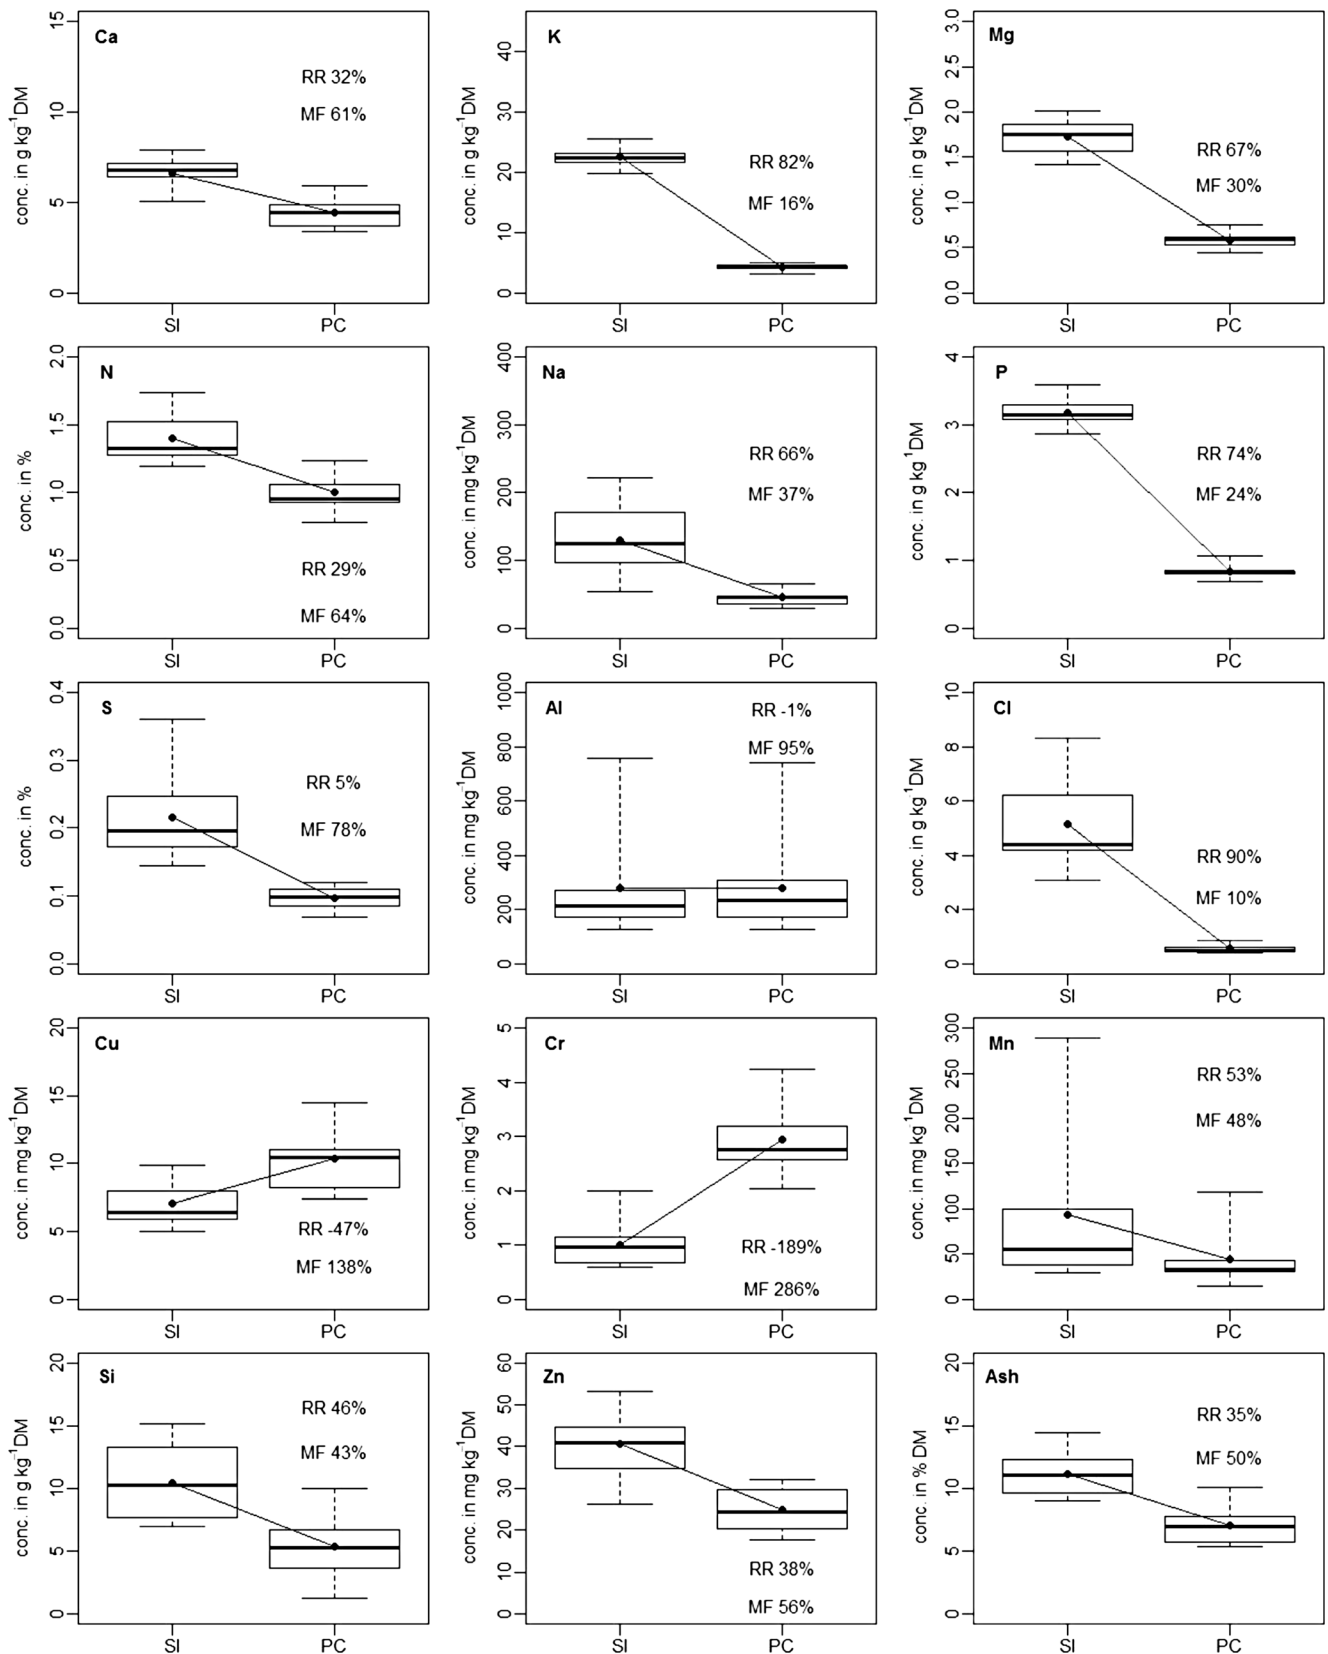 Ca
RR 32%
MF 61%
conc. in g kg⁻¹DM
15
10
5
0
SI
PC
K
RR 82%
MF 16%
conc. in g kg⁻¹DM
40
30
20
10
0
SI
PC
Mg
RR 67%
MF 30%
conc. in g kg⁻¹DM
3.0
2.5
2.0
1.5
1.0
0.5
0.0
SI
PC
N
RR 29%
MF 64%
conc. in %
2.0
1.5
1.0
0.5
0.0
SI
PC
Na
RR 66%
MF 37%
conc. in mg kg⁻¹DM
400
300
200
100
0
SI
PC
P
RR 74%
MF 24%
conc. in g kg⁻¹DM
4
3
2
1
0
SI
PC
S
RR 5%
MF 78%
conc. in %
0.4
0.3
0.2
0.1
0.0
SI
PC
Al
RR -1%
MF 95%
conc. in mg kg⁻¹DM
1000
800
600
400
200
0
SI
PC
Cl
RR 90%
MF 10%
conc. in g kg⁻¹DM
10
8
6
4
2
0
SI
PC
Cu
RR -47%
MF 138%
conc. in mg kg⁻¹DM
20
15
10
5
0
SI
PC
Cr
RR -189%
MF 286%
conc. in mg kg⁻¹DM
5
4
3
2
1
0
SI
PC
Mn
RR 53%
MF 48%
conc. in mg kg⁻¹DM
300
250
200
150
100
50
0
SI
PC
Si
RR 46%
MF 43%
conc. in g kg⁻¹DM
20
15
10
5
0
SI
PC
Zn
RR 38%
MF 56%
conc. in mg kg⁻¹DM
60
50
40
30
20
10
0
SI
PC
Ash
RR 35%
MF 50%
conc. in % DM
20
15
10
5
0
SI
PC